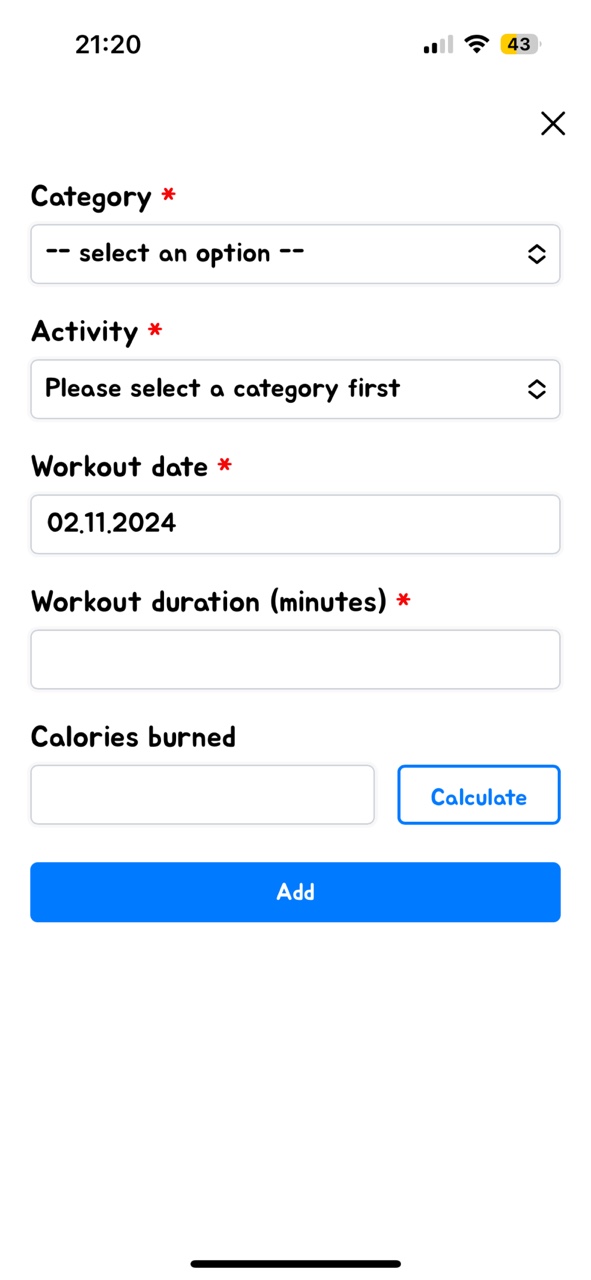 21:20
43
Category *
-- select an option --
Activity *
Please select a category first
Workout date *
02.11.2024
Workout duration (minutes) *
Calories burned
Calculate
Add